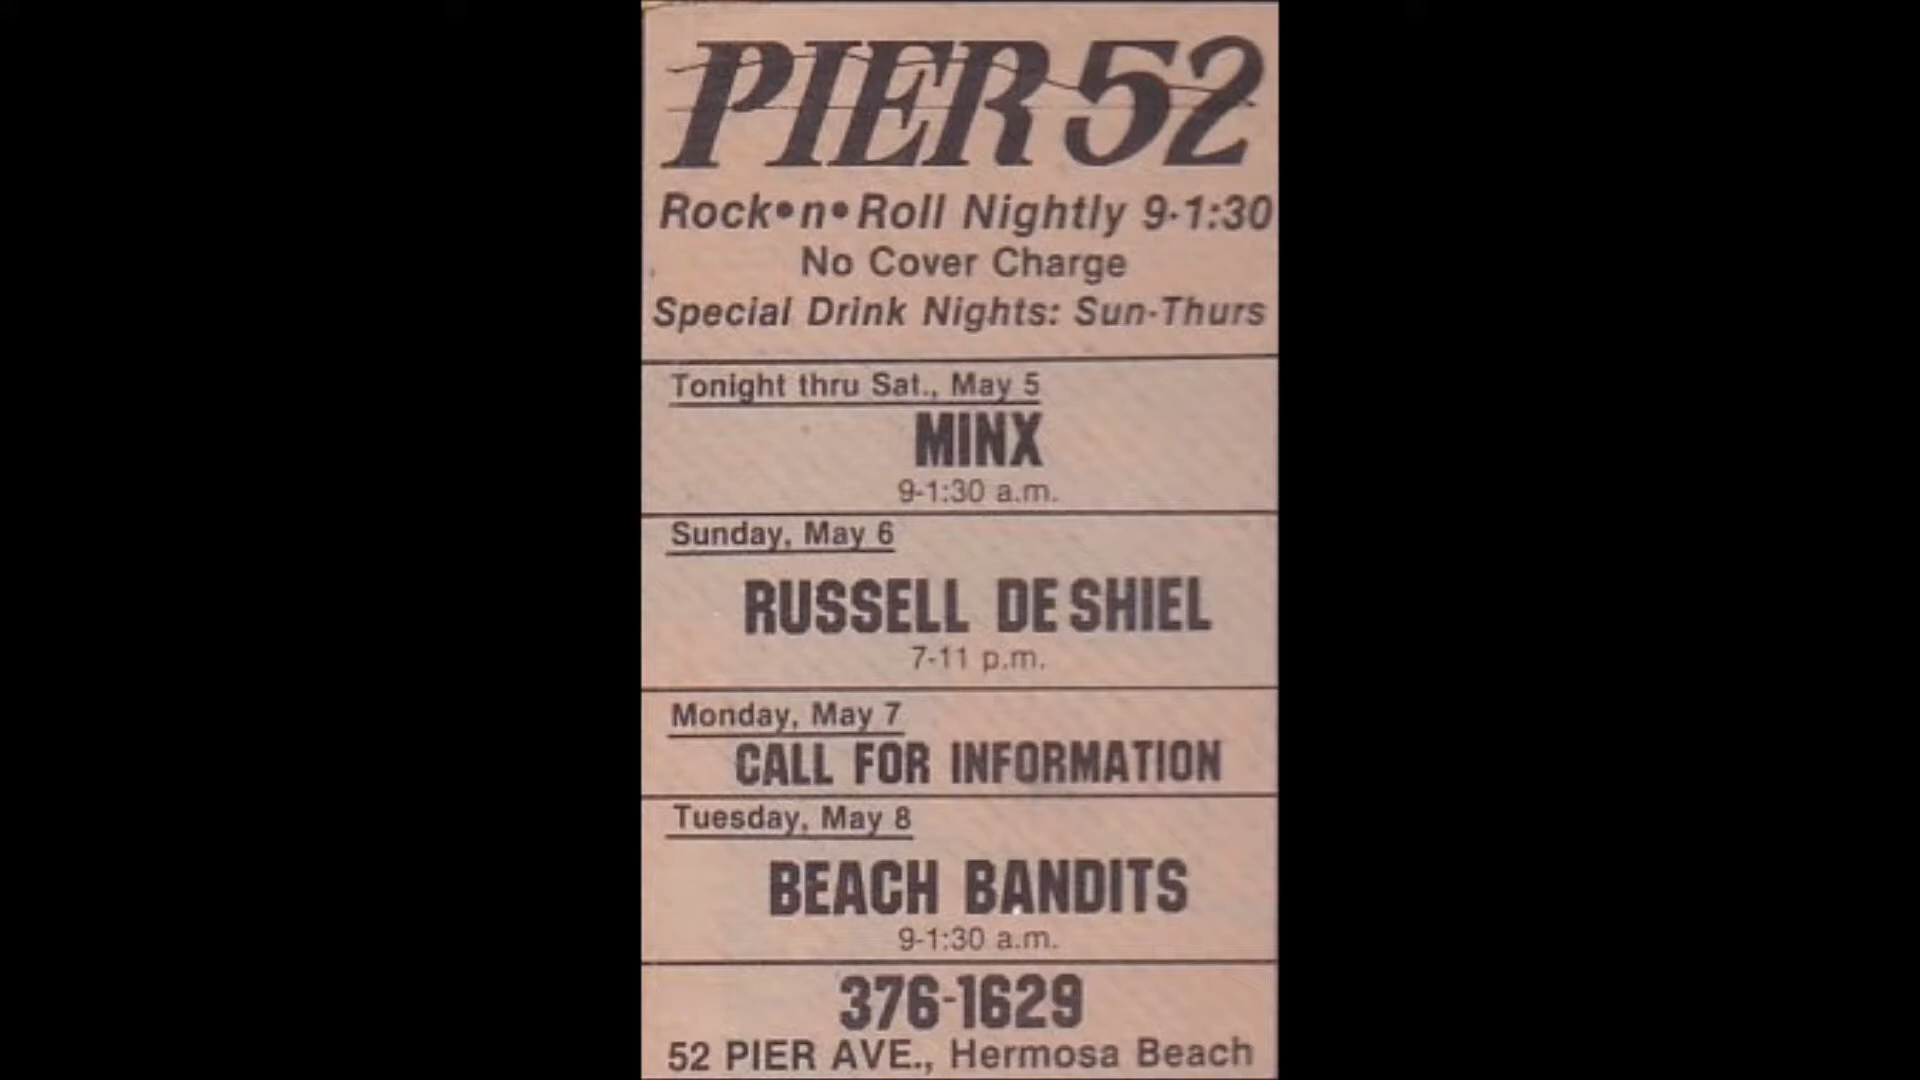 PIER 52
Rock•n•Roll Nightly 9-1:30
No Cover Charge
Special Drink Nights: Sun-Thurs
Tonight thru Sat., May 5
MINX
9-1:30 a.m.
Sunday, May 6
RUSSELL DE SHIEL
7-11 p.m.
Monday, May 7
CALL FOR INFORMATION
Tuesday, May 8
BEACH BANDITS
9-1:30 a.m.
376-1629
52 PIER AVE., Hermosa Beach